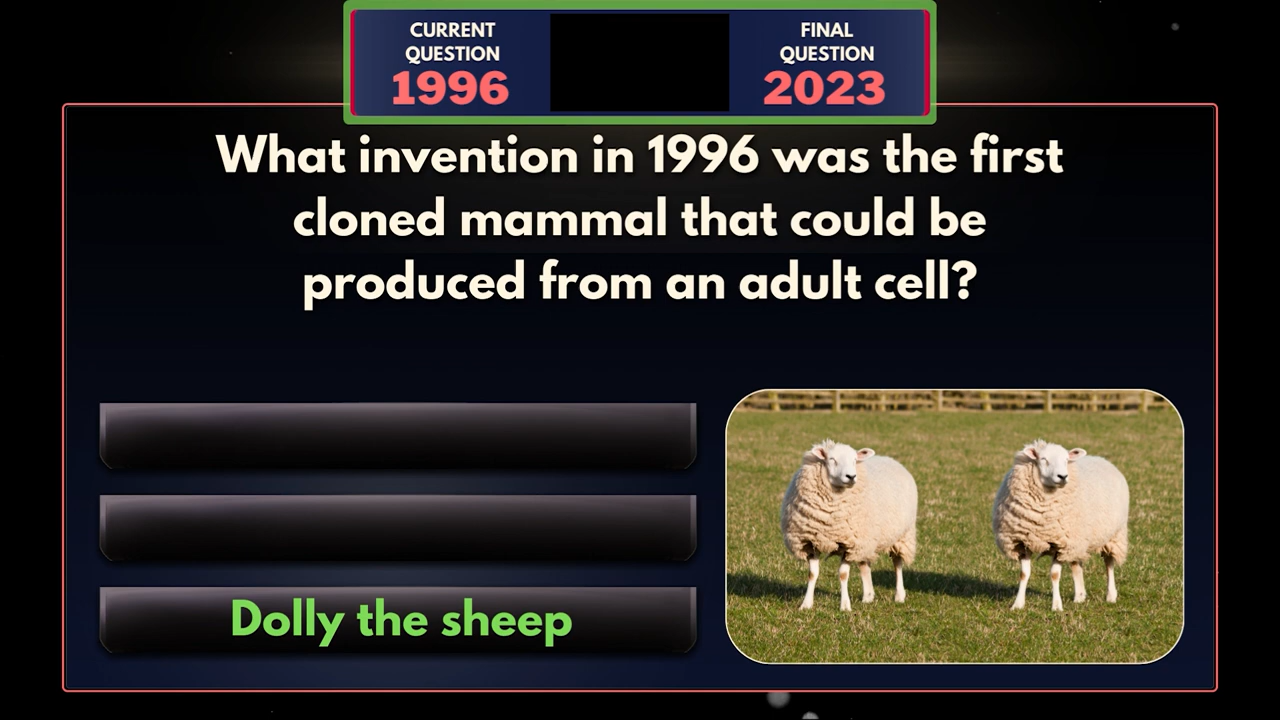 CURRENT
QUESTION
1996
FINAL
QUESTION
2023
What invention in 1996 was the first
cloned mammal that could be
produced from an adult cell?
Dolly the sheep